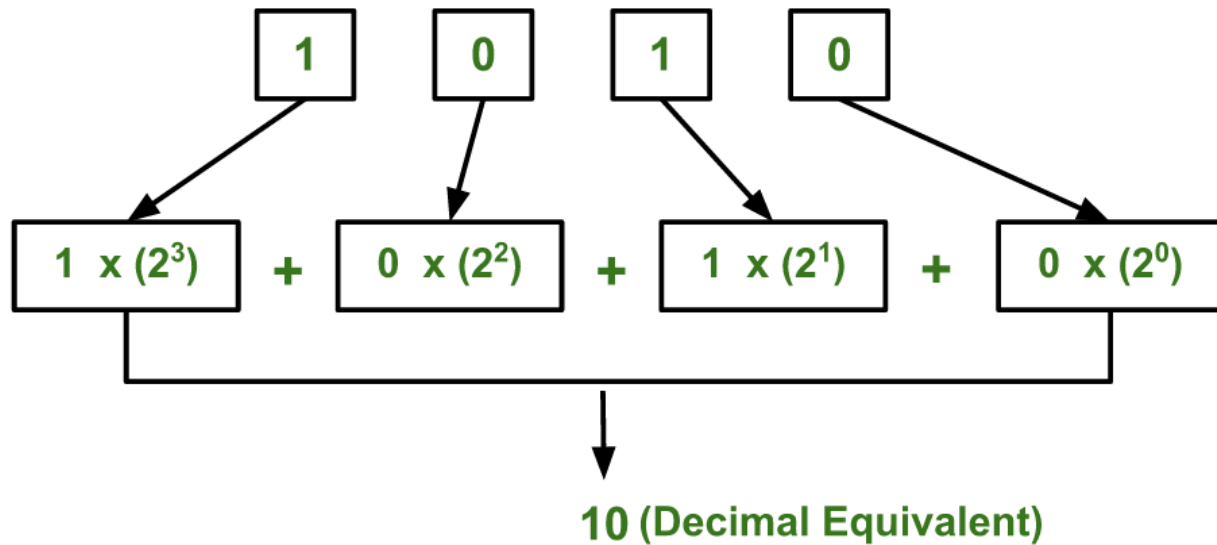 1 0 1 0
1 x (2³) + 0 x (2²) + 1 x (2¹) + 0 x (2⁰)
10 (Decimal Equivalent)